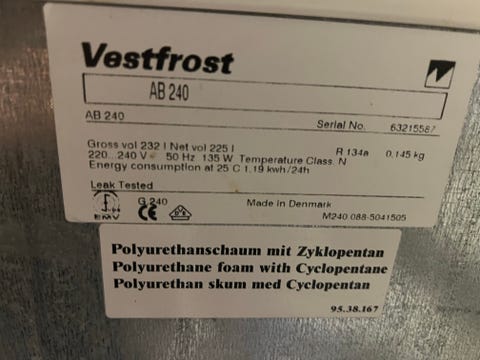 Vestfrost
AB 240
AB 240
Serial No. 63215587
Gross vol 232 l Net vol 225 l R 134a 0,145 kg
220...240 V 50 Hz 135 W Temperature Class. N
Energy consumption at 25 C 1.19 kwh/24h
Leak Tested
G 240 Made in Denmark
EMV CE M240.088-5041505
Polyurethanschaum mit Zyklopentan
Polyurethane foam with Cyclopentane
Polyurethan skum med Cyclopentan
95.38.167